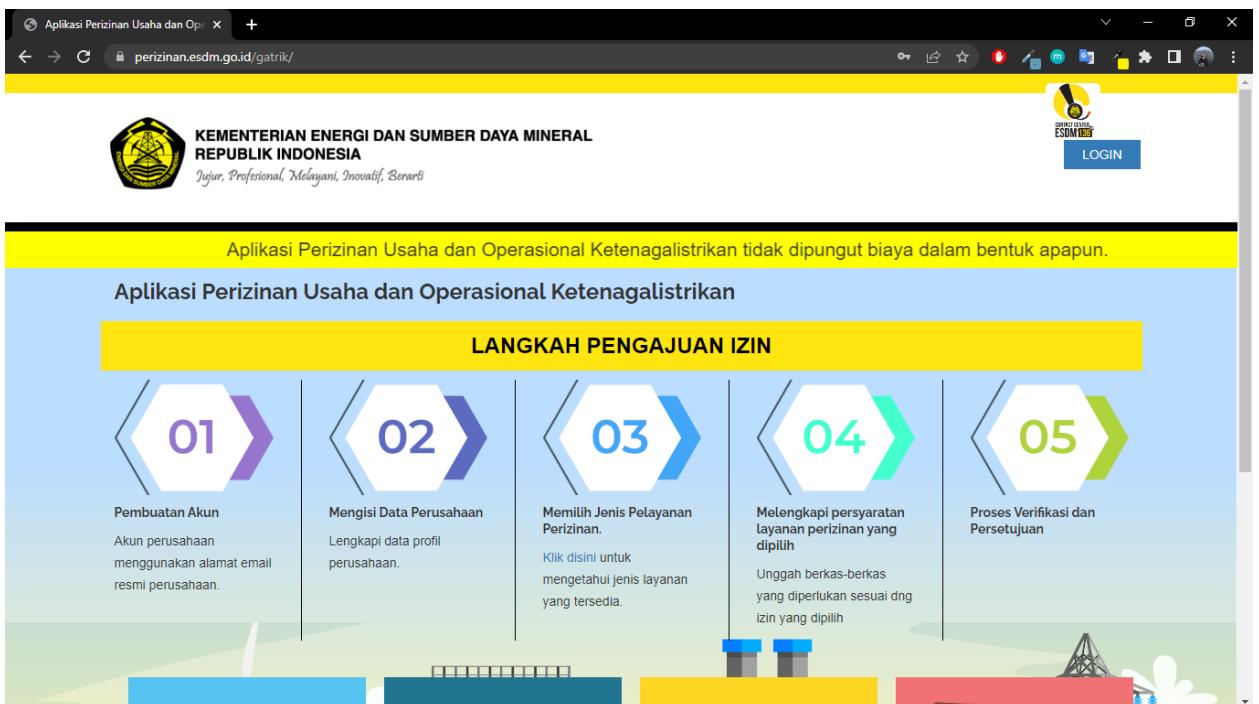 Aplikasi Perizinan Usaha dan Ope
perizinan.esdm.go.id/gatrik/
CONTACT CENTER
ESDM136
LOGIN
KEMENTERIAN ENERGI DAN SUMBER DAYA MINERAL
REPUBLIK INDONESIA
Jujur, Profesional, Melayani, Inovatif, Berarti
Aplikasi Perizinan Usaha dan Operasional Ketenagalistrikan tidak dipungut biaya dalam bentuk apapun.
Aplikasi Perizinan Usaha dan Operasional Ketenagalistrikan
LANGKAH PENGAJUAN IZIN
01
Pembuatan Akun
Akun perusahaan
menggunakan alamat email
resmi perusahaan.
02
Mengisi Data Perusahaan
Lengkapi data profil
perusahaan.
03
Memilih Jenis Pelayanan
Perizinan.
Klik disini untuk
mengetahui jenis layanan
yang tersedia.
04
Melengkapi persyaratan
layanan perizinan yang
dipilih
Unggah berkas-berkas
yang diperlukan sesuai dng
izin yang dipilih
05
Proses Verifikasi dan
Persetujuan